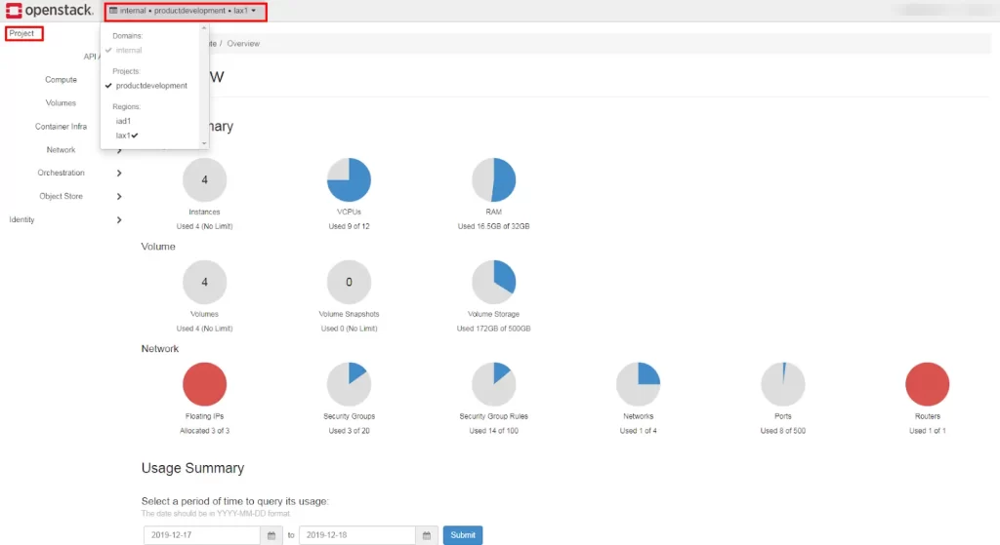 openstack.
internal • productdevelopment • lax1
Project
Domains:
internal
Projects:
productdevelopment
Regions:
iad1
lax1
API A
Compute
Volumes
Container Infra
Network
Orchestration
Object Store
Identity
te / Overview
w
mary
4
Instances
Used 4 (No Limit)
VCPUs
Used 9 of 12
RAM
Used 16.5GB of 32GB
Volume
4
Volumes
Used 4 (No Limit)
0
Volume Snapshots
Used 0 (No Limit)
Volume Storage
Used 172GB of 500GB
Network
Floating IPs
Allocated 3 of 3
Security Groups
Used 3 of 20
Security Group Rules
Used 14 of 100
Networks
Used 1 of 4
Ports
Used 8 of 500
Routers
Used 1 of 1
Usage Summary
Select a period of time to query its usage:
The date should be in YYYY-MM-DD format.
2019-12-17 to 2019-12-18 Submit